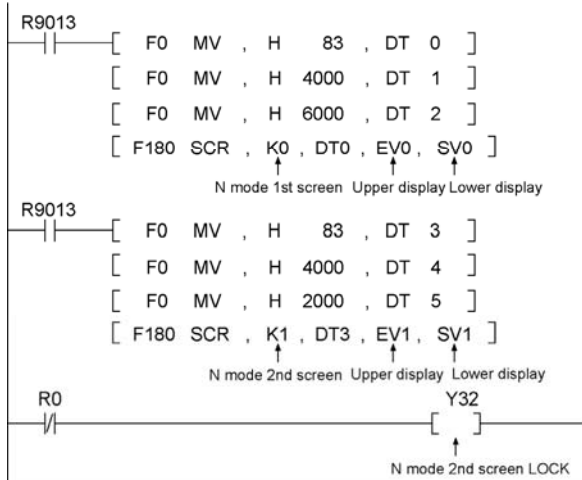 R9013
[ F0 MV , H 83 , DT 0 ]
[ F0 MV , H 4000 , DT 1 ]
[ F0 MV , H 6000 , DT 2 ]
[ F180 SCR , K0 , DT0 , EV0 , SV0 ]
N mode 1st screen Upper display Lower display
R9013
[ F0 MV , H 83 , DT 3 ]
[ F0 MV , H 4000 , DT 4 ]
[ F0 MV , H 2000 , DT 5 ]
[ F180 SCR , K1 , DT3 , EV1 , SV1 ]
N mode 2nd screen Upper display Lower display
R0 Y32
[ ]
N mode 2nd screen LOCK